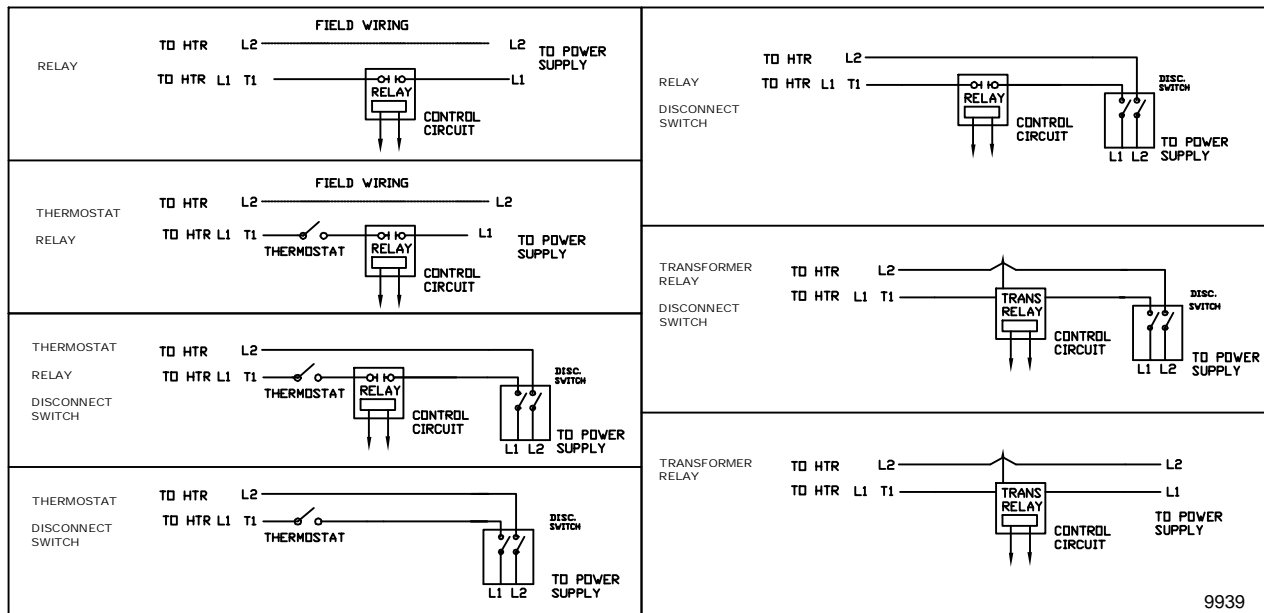 FIELD WIRING
RELAY
TO HTR L2
L2
TO POWER
SUPPLY
TO HTR L1 T1
L1
RELAY
CONTROL
CIRCUIT
FIELD WIRING
THERMOSTAT
RELAY
TO HTR L2
L2
TO HTR L1 T1
THERMOSTAT
L1
TO POWER
SUPPLY
RELAY
CONTROL
CIRCUIT
THERMOSTAT
RELAY
DISCONNECT
SWITCH
TO HTR L2
TO HTR L1 T1
THERMOSTAT
RELAY
CONTROL
CIRCUIT
DISC.
SWITCH
L1 L2
TO POWER
SUPPLY
THERMOSTAT
DISCONNECT
SWITCH
TO HTR L2
TO HTR L1 T1
THERMOSTAT
DISC.
SWITCH
L1 L2
TO POWER
SUPPLY
RELAY
DISCONNECT
SWITCH
TO HTR L2
TO HTR L1 T1
RELAY
CONTROL
CIRCUIT
DISC.
SWITCH
L1 L2
TO POWER
SUPPLY
TRANSFORMER
RELAY
DISCONNECT
SWITCH
TO HTR L2
TO HTR L1 T1
TRANS
RELAY
CONTROL
CIRCUIT
DISC.
SWITCH
L1 L2
TO POWER
SUPPLY
TRANSFORMER
RELAY
TO HTR L2
L2
TO HTR L1 T1
L1
TRANS
RELAY
CONTROL
CIRCUIT
TO POWER
SUPPLY
9939